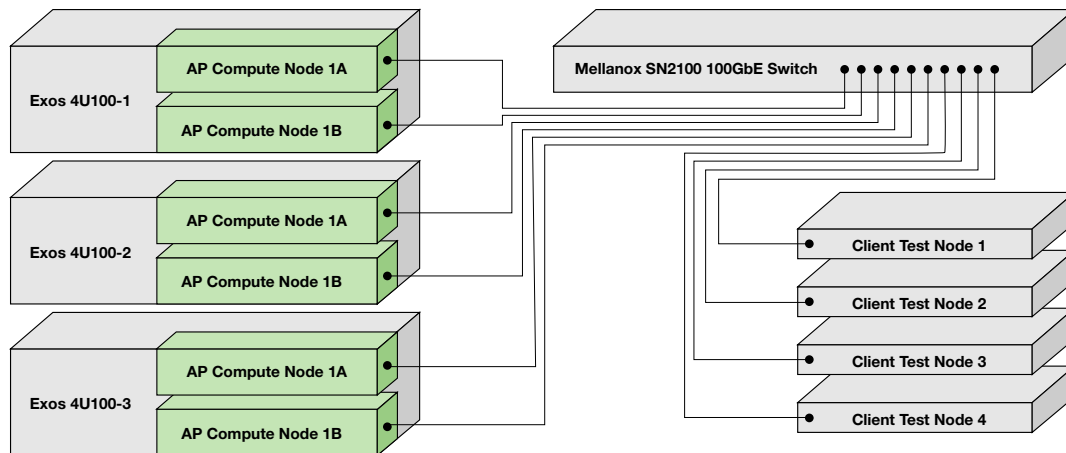 AP Compute Node 1A
Exos 4U100-1
AP Compute Node 1B
Mellanox SN2100 100GbE Switch
AP Compute Node 1A
Exos 4U100-2
AP Compute Node 1B
AP Compute Node 1A
Exos 4U100-3
AP Compute Node 1B
Client Test Node 1
Client Test Node 2
Client Test Node 3
Client Test Node 4